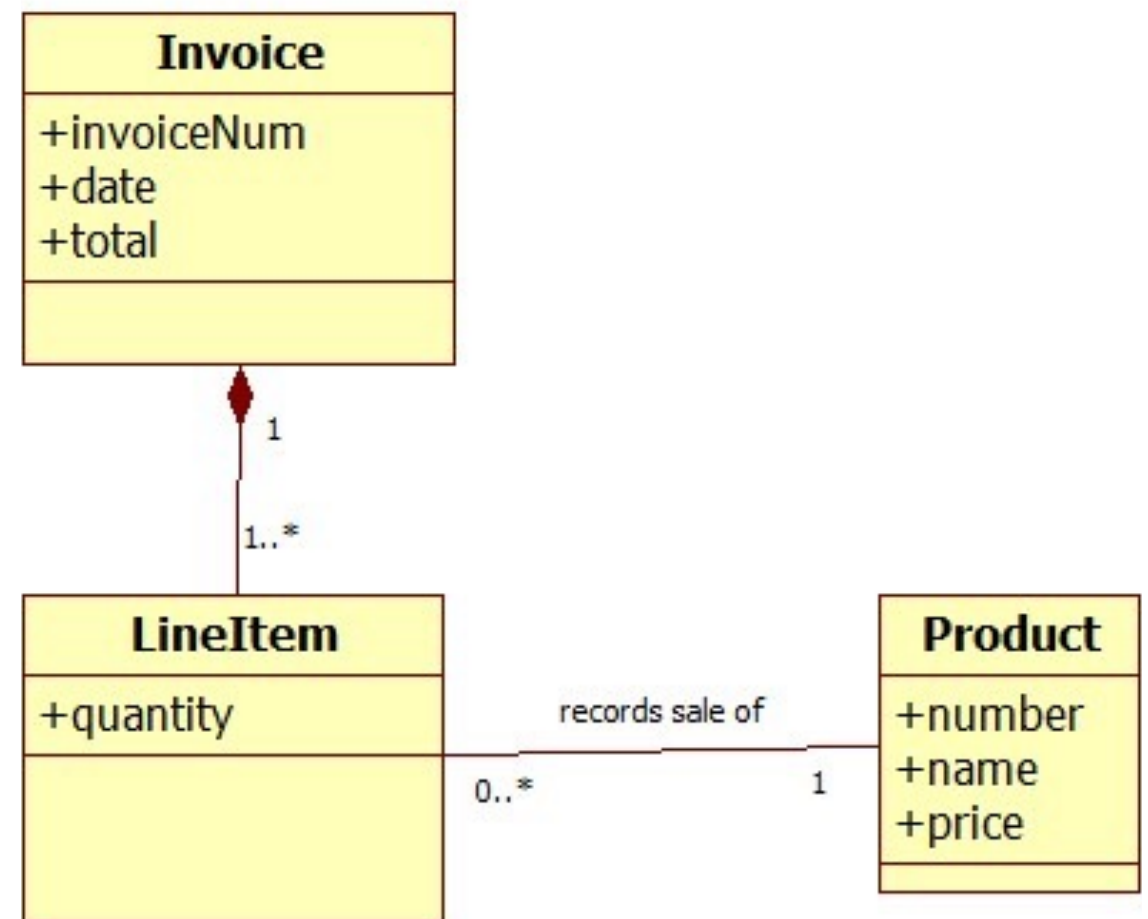 Invoice
+invoiceNum
+date
+total
1
1..*
LineItem
+quantity
records sale of
0..*
1
Product
+number
+name
+price